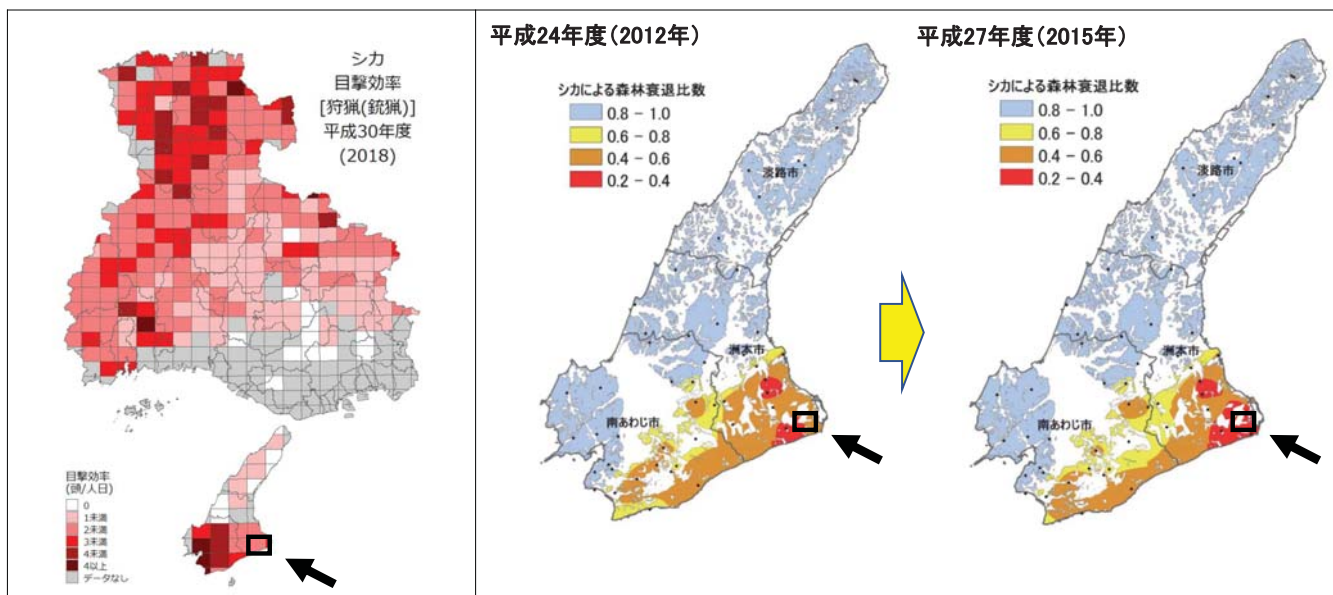 シカ
目撃効率
[狩猟(銃猟)]
平成30年度
(2018)
目撃効率
(頭/人日)
0
1未満
2未満
3未満
4未満
4以上
データなし
平成24年度(2012年)
シカによる森林衰退比数
0.8 - 1.0
0.6 - 0.8
0.4 - 0.6
0.2 - 0.4
淡路市
洲本市
南あわじ市
平成27年度(2015年)
シカによる森林衰退比数
0.8 - 1.0
0.6 - 0.8
0.4 - 0.6
0.2 - 0.4
淡路市
洲本市
南あわじ市